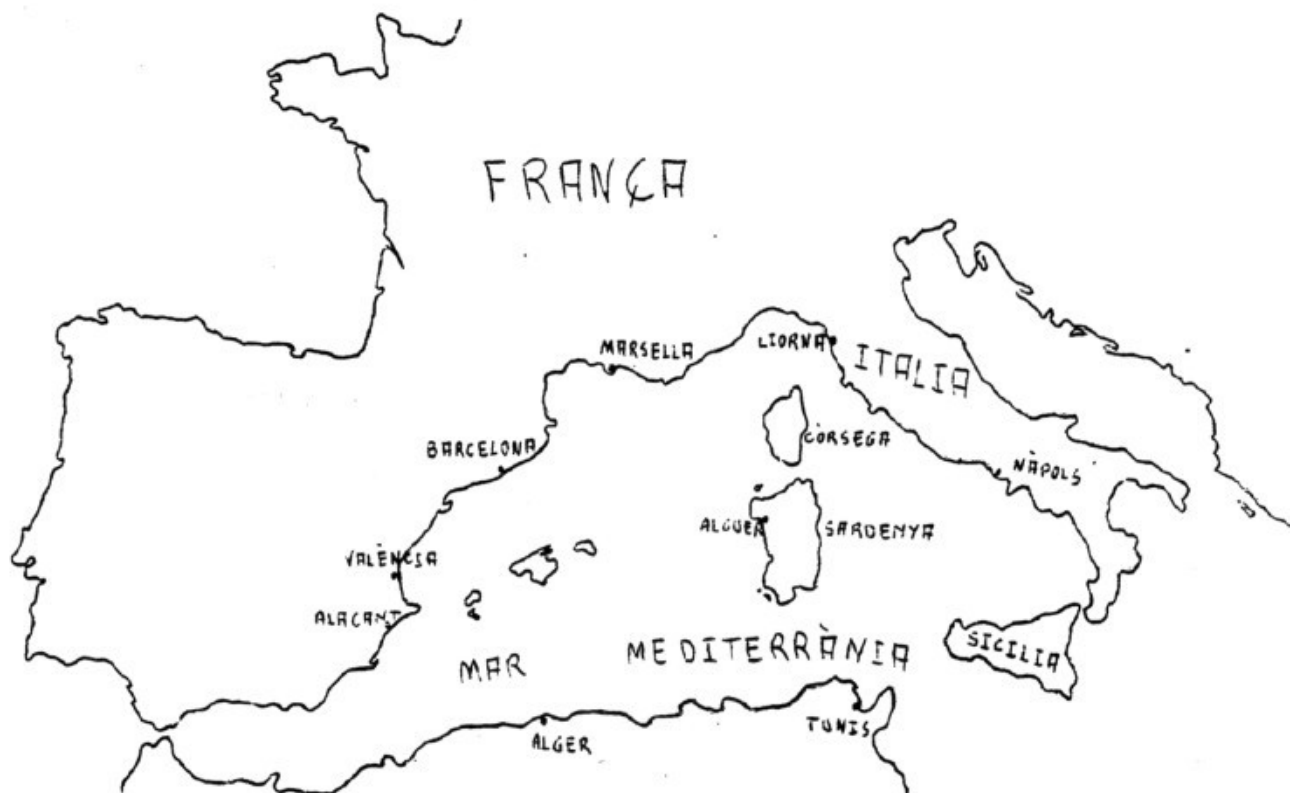 FRANÇA
MARSELLA
LIORNA
ITALIA
BARCELONA
CÒRSEGA
NÀPOLS
ALGUER
SARDENYA
VALÈNCIA
ALACANT
MAR
MEDITERRÀNIA
SICILIA
ALGER
TUNIS